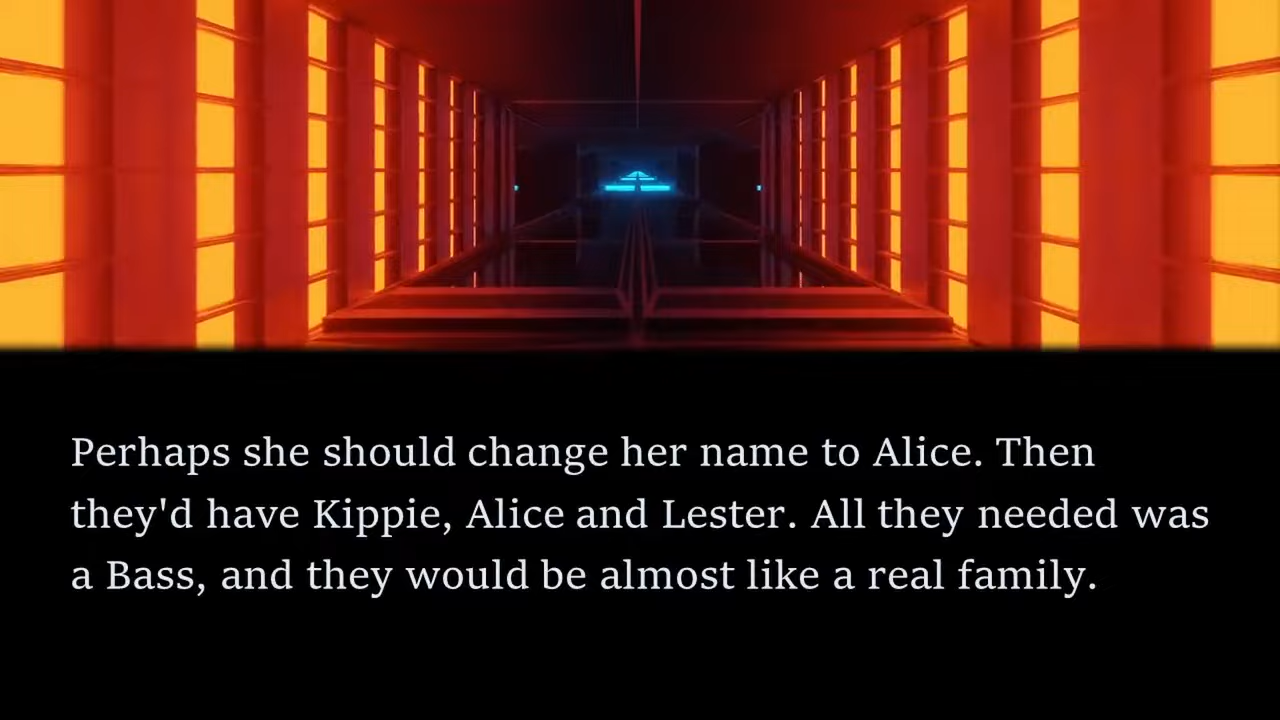 Perhaps she should change her name to Alice. Then
they'd have Kippie, Alice and Lester. All they needed was
a Bass, and they would be almost like a real family.